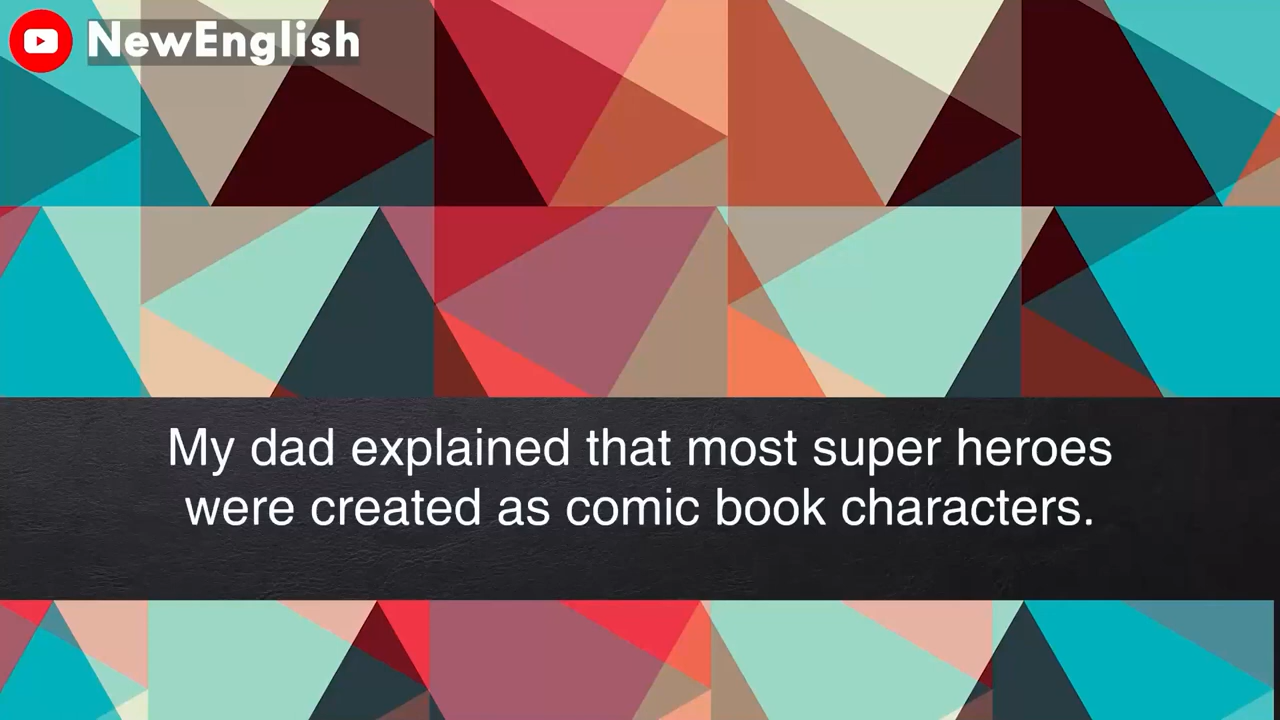 NewEnglish
My dad explained that most super heroes
were created as comic book characters.